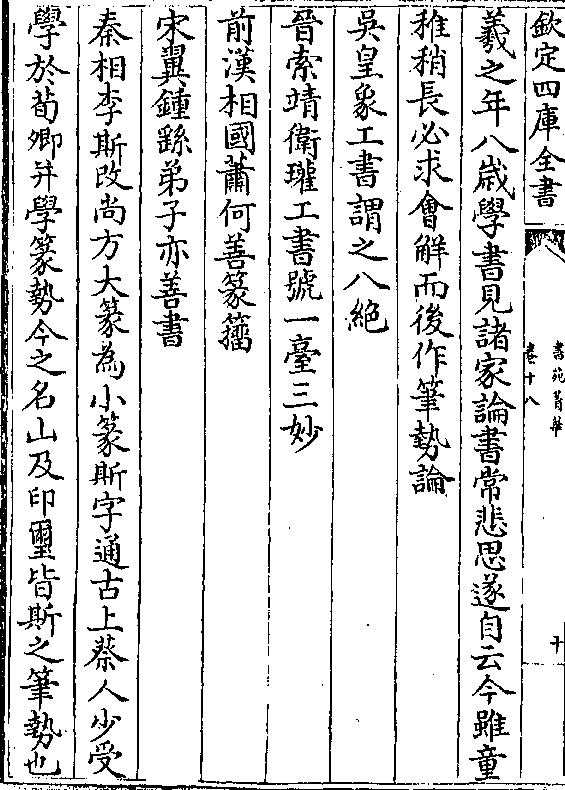 欽定四庫全書
書苑菁華
卷十八
十
羲之年八歳學書見諸家論書常悲思遂自云今雖童
稚稍長必求會解而後作筆勢論
吳皇象工書謂之八絶
晉索靖衛瓘工書號一臺三妙
前漢相國蕭何善篆籀
宋翼鍾繇弟子亦善書
秦相李斯改尚方大篆為小篆斯字通古上蔡人少受
學於荀卿并學篆勢今之名山及印璽皆斯之筆勢也